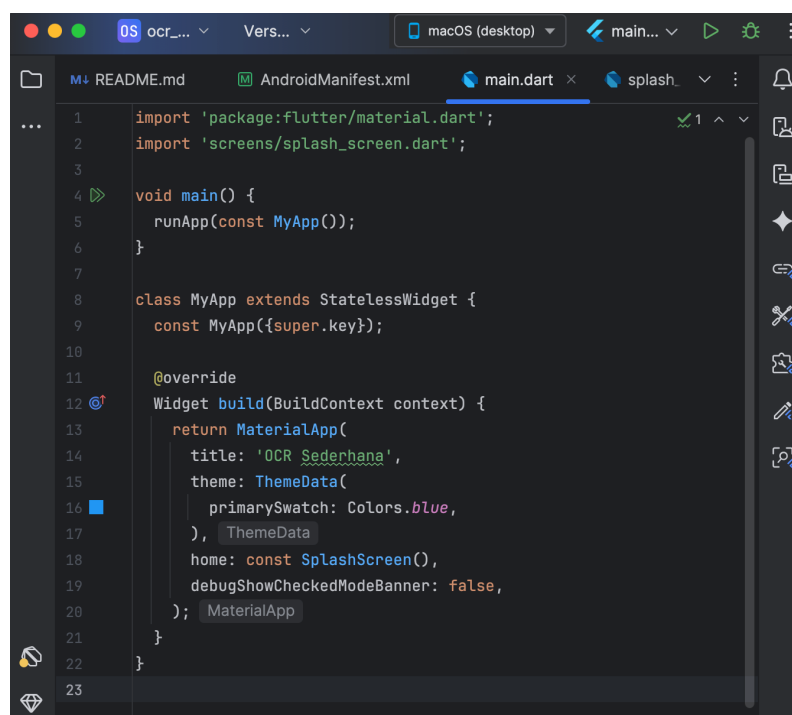 OS ocr_... Vers... macOS (desktop) main...
M↓ README.md M AndroidManifest.xml main.dart × splash_
1 import 'package:flutter/material.dart'; 1
2 import 'screens/splash_screen.dart';
3
4 void main() {
5 runApp(const MyApp());
6 }
7
8 class MyApp extends StatelessWidget {
9 const MyApp({super.key});
10
11 @override
12 Widget build(BuildContext context) {
13 return MaterialApp(
14 title: 'OCR Sederhana',
15 theme: ThemeData(
16 primarySwatch: Colors.blue,
17 ), ThemeData
18 home: const SplashScreen(),
19 debugShowCheckedModeBanner: false,
20 ); MaterialApp
21 }
22 }
23